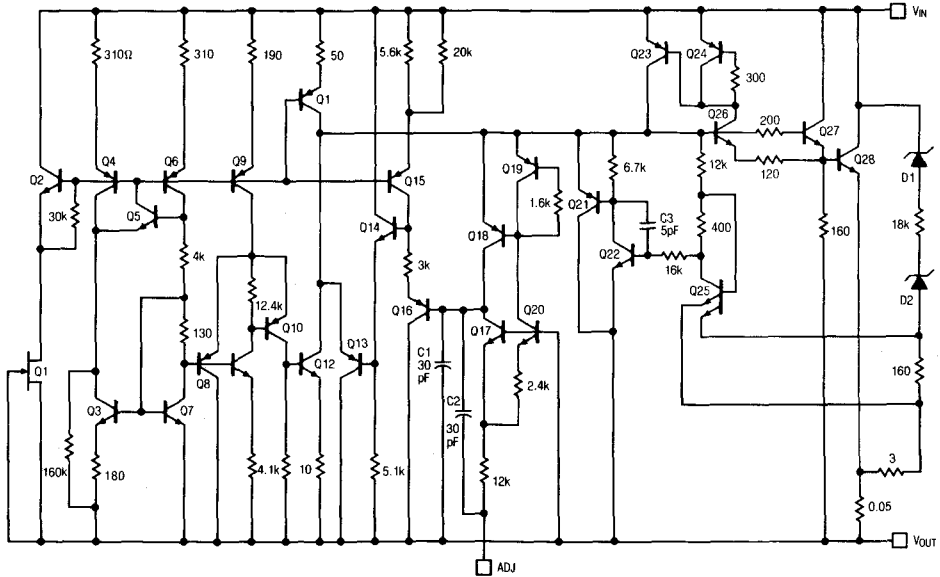 V_IN
310Ω 310 190 50 5.6k 20k
Q23 Q24
300
Q1
Q26
200
Q27
Q2 Q4 Q6 Q9 Q15 Q19
6.7k 12k 120 Q28
D1
30k Q5 Q14 1.6k Q21 C3
5pF
400 160 18k
4k Q18 Q22
3k 16k
12.4k Q16 Q25 D2
130 Q10 Q17 Q20
Q8 Q12 Q13
C1
30
pF
Q1 160
C2
30
pF
2.4k
Q3 Q7
160k 180 4.1k 10 5.1k 12k 3
0.05
V_OUT
ADJ